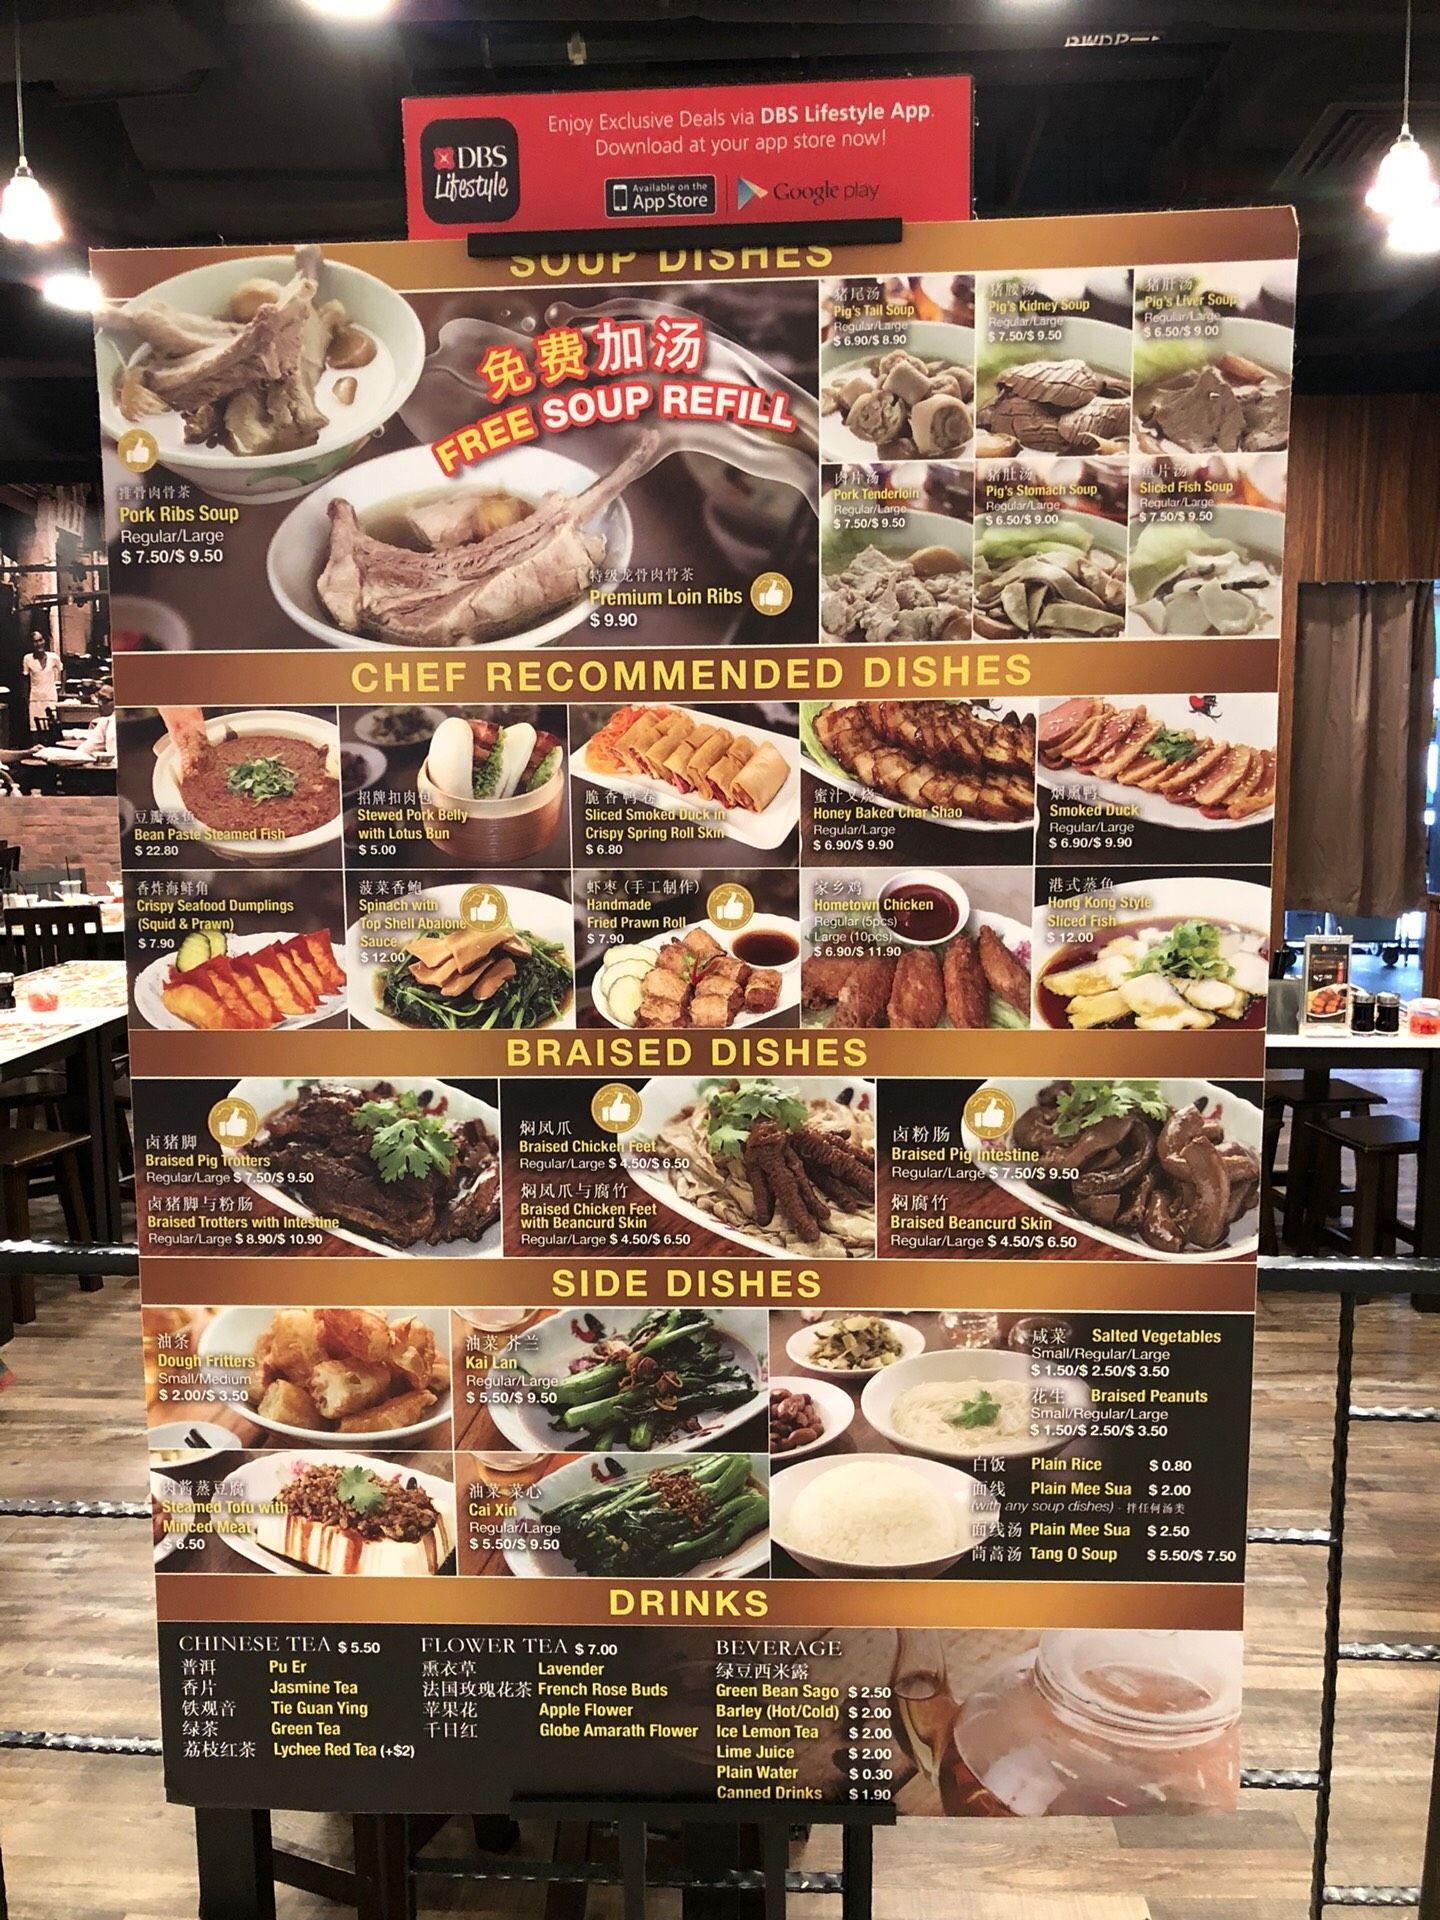 DBS
Lifestyle
Enjoy Exclusive Deals via DBS Lifestyle App.
Download at your app store now!
Available on the
App Store
Google play
SOUP DISHES
排骨肉骨茶
Pork Ribs Soup
Regular/Large
$ 7.50/$ 9.50
免费加汤
FREE SOUP REFILL
特级龙骨肉骨茶
Premium Loin Ribs
$ 9.90
猪尾汤
Pig's Tail Soup
Regular/Large
$ 6.90/$ 8.90
猪腰汤
Pig's Kidney Soup
Regular/Large
$ 7.50/$ 9.50
猪肝汤
Pig's Liver Soup
Regular/Large
$ 6.50/$ 9.00
肉片汤
Pork Tenderloin
Regular/Large
$ 7.50/$ 9.50
猪肚汤
Pig's Stomach Soup
Regular/Large
$ 6.50/$ 9.00
鱼片汤
Sliced Fish Soup
Regular/Large
$ 7.50/$ 9.50
CHEF RECOMMENDED DISHES
豆瓣蒸鱼
Bean Paste Steamed Fish
$ 22.80
招牌扣肉包
Stewed Pork Belly
with Lotus Bun
$ 5.00
脆香鸭卷
Sliced Smoked Duck in
Crispy Spring Roll Skin
$ 6.80
蜜汁叉烧
Honey Baked Char Shao
Regular/Large
$ 6.90/$ 9.90
烟熏鸭
Smoked Duck
Regular/Large
$ 6.90/$ 9.90
香炸海鲜角
Crispy Seafood Dumplings
(Squid & Prawn)
$ 7.90
菠菜香鲍
Spinach with
Top Shell Abalone
Sauce
$ 12.00
虾枣 (手工制作)
Handmade
Fried Prawn Roll
$ 7.90
家乡鸡
Hometown Chicken
Regular (5pcs)
Large (10pcs)
$ 6.90/$ 11.90
港式蒸鱼
Hong Kong Style
Sliced Fish
$ 12.00
BRAISED DISHES
卤猪脚
Braised Pig Trotters
Regular/Large $ 7.50/$ 9.50
卤猪脚与粉肠
Braised Trotters with Intestine
Regular/Large $ 8.90/$ 10.90
焖凤爪
Braised Chicken Feet
Regular/Large $ 4.50/$ 6.50
焖凤爪与腐竹
Braised Chicken Feet
with Beancurd Skin
Regular/Large $ 4.50/$ 6.50
卤粉肠
Braised Pig Intestine
Regular/Large $ 7.50/$ 9.50
焖腐竹
Braised Beancurd Skin
Regular/Large $ 4.50/$ 6.50
SIDE DISHES
油条
Dough Fritters
Small/Medium
$ 2.00/$ 3.50
油菜 芥兰
Kai Lan
Regular/Large
$ 5.50/$ 9.50
肉酱蒸豆腐
Steamed Tofu with
Minced Meat
$ 6.50
油菜 菜心
Cai Xin
Regular/Large
$ 5.50/$ 9.50
咸菜 Salted Vegetables
Small/Regular/Large
$ 1.50/$ 2.50/$ 3.50
花生 Braised Peanuts
Small/Regular/Large
$ 1.50/$ 2.50/$ 3.50
白饭 Plain Rice $ 0.80
面线 Plain Mee Sua $ 2.00
(with any soup dishes) - 拌任何汤类
面线汤 Plain Mee Sua $ 2.50
茼蒿汤 Tang O Soup $ 5.50/$ 7.50
DRINKS
CHINESE TEA $ 5.50
普洱 Pu Er
香片 Jasmine Tea
铁观音 Tie Guan Ying
绿茶 Green Tea
荔枝红茶 Lychee Red Tea (+$2)
FLOWER TEA $ 7.00
熏衣草 Lavender
法国玫瑰花茶 French Rose Buds
苹果花 Apple Flower
千日红 Globe Amarath Flower
BEVERAGE
绿豆西米露
Green Bean Sago $ 2.50
Barley (Hot/Cold) $ 2.00
Ice Lemon Tea $ 2.00
Lime Juice $ 2.00
Plain Water $ 0.30
Canned Drinks $ 1.90